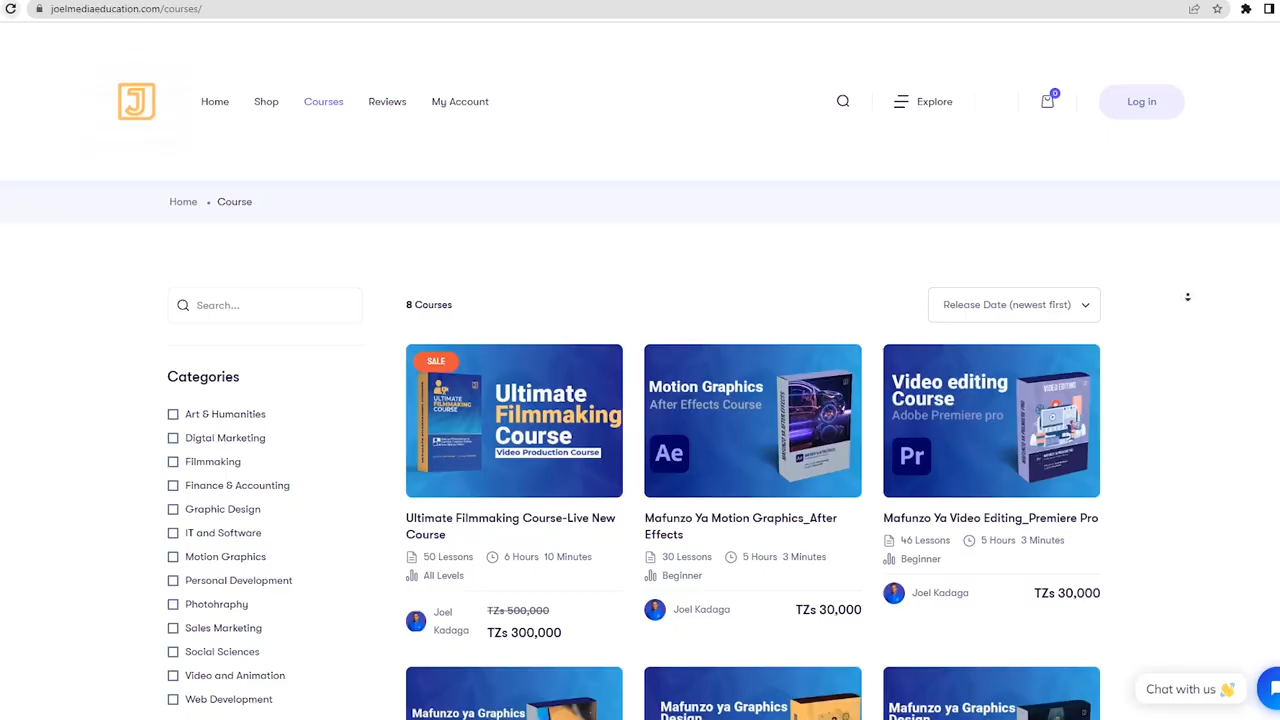 joelmediaeducation.com/courses/
J
Home Shop Courses Reviews My Account
Explore
0
Log in
Home • Course
Search...
8 Courses
Release Date (newest first)
Categories
Art & Humanities
Digtal Marketing
Filmmaking
Finance & Accounting
Graphic Design
IT and Software
Motion Graphics
Personal Development
Photohraphy
Sales Marketing
Social Sciences
Video and Animation
Web Development
SALE
ULTIMATE
FILMMAKING
COURSE
Ultimate
Filmmaking
Course
Video Production Course
Ultimate Filmmaking Course-Live New
Course
50 Lessons 6 Hours 10 Minutes
All Levels
Joel
Kadaga
TZs 500,000
TZs 300,000
Motion Graphics
After Effects Course
Ae
Mafunzo Ya Motion Graphics_After
Effects
30 Lessons 5 Hours 3 Minutes
Beginner
Joel Kadaga
TZs 30,000
Video editing
Course
Adobe Premiere pro
Pr
VIDEO EDITING
Mafunzo Ya Video Editing_Premiere Pro
46 Lessons 5 Hours 3 Minutes
Beginner
Joel Kadaga
TZs 30,000
Mafunzo ya Graphics
Mafunzo ya Graphics
Design
Mafunzo ya Graphics
Design
Chat with us 👋